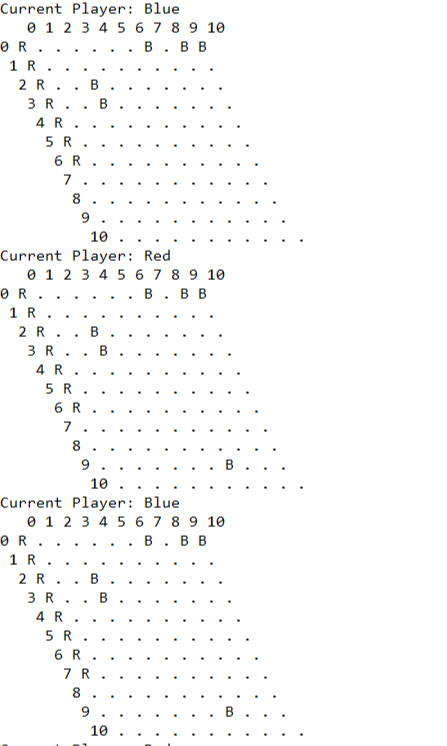 Current Player: Blue
   0 1 2 3 4 5 6 7 8 9 10
0 R . . . . . . B . B B
 1 R . . . . . . . . . .
  2 R . . B . . . . . . .
   3 R . . B . . . . . . .
    4 R . . . . . . . . . .
     5 R . . . . . . . . . .
      6 R . . . . . . . . . .
       7 . . . . . . . . . . .
        8 . . . . . . . . . . .
         9 . . . . . . . . . . .
          10 . . . . . . . . . . .
Current Player: Red
   0 1 2 3 4 5 6 7 8 9 10
0 R . . . . . . B . B B
 1 R . . . . . . . . . .
  2 R . . B . . . . . . .
   3 R . . B . . . . . . .
    4 R . . . . . . . . . .
     5 R . . . . . . . . . .
      6 R . . . . . . . . . .
       7 . . . . . . . . . . .
        8 . . . . . . . . . . .
         9 . . . . . . . B . . .
          10 . . . . . . . . . . .
Current Player: Blue
   0 1 2 3 4 5 6 7 8 9 10
0 R . . . . . . B . B B
 1 R . . . . . . . . . .
  2 R . . B . . . . . . .
   3 R . . B . . . . . . .
    4 R . . . . . . . . . .
     5 R . . . . . . . . . .
      6 R . . . . . . . . . .
       7 R . . . . . . . . . .
        8 . . . . . . . . . . .
         9 . . . . . . . B . . .
          10 . . . . . . . . . . .